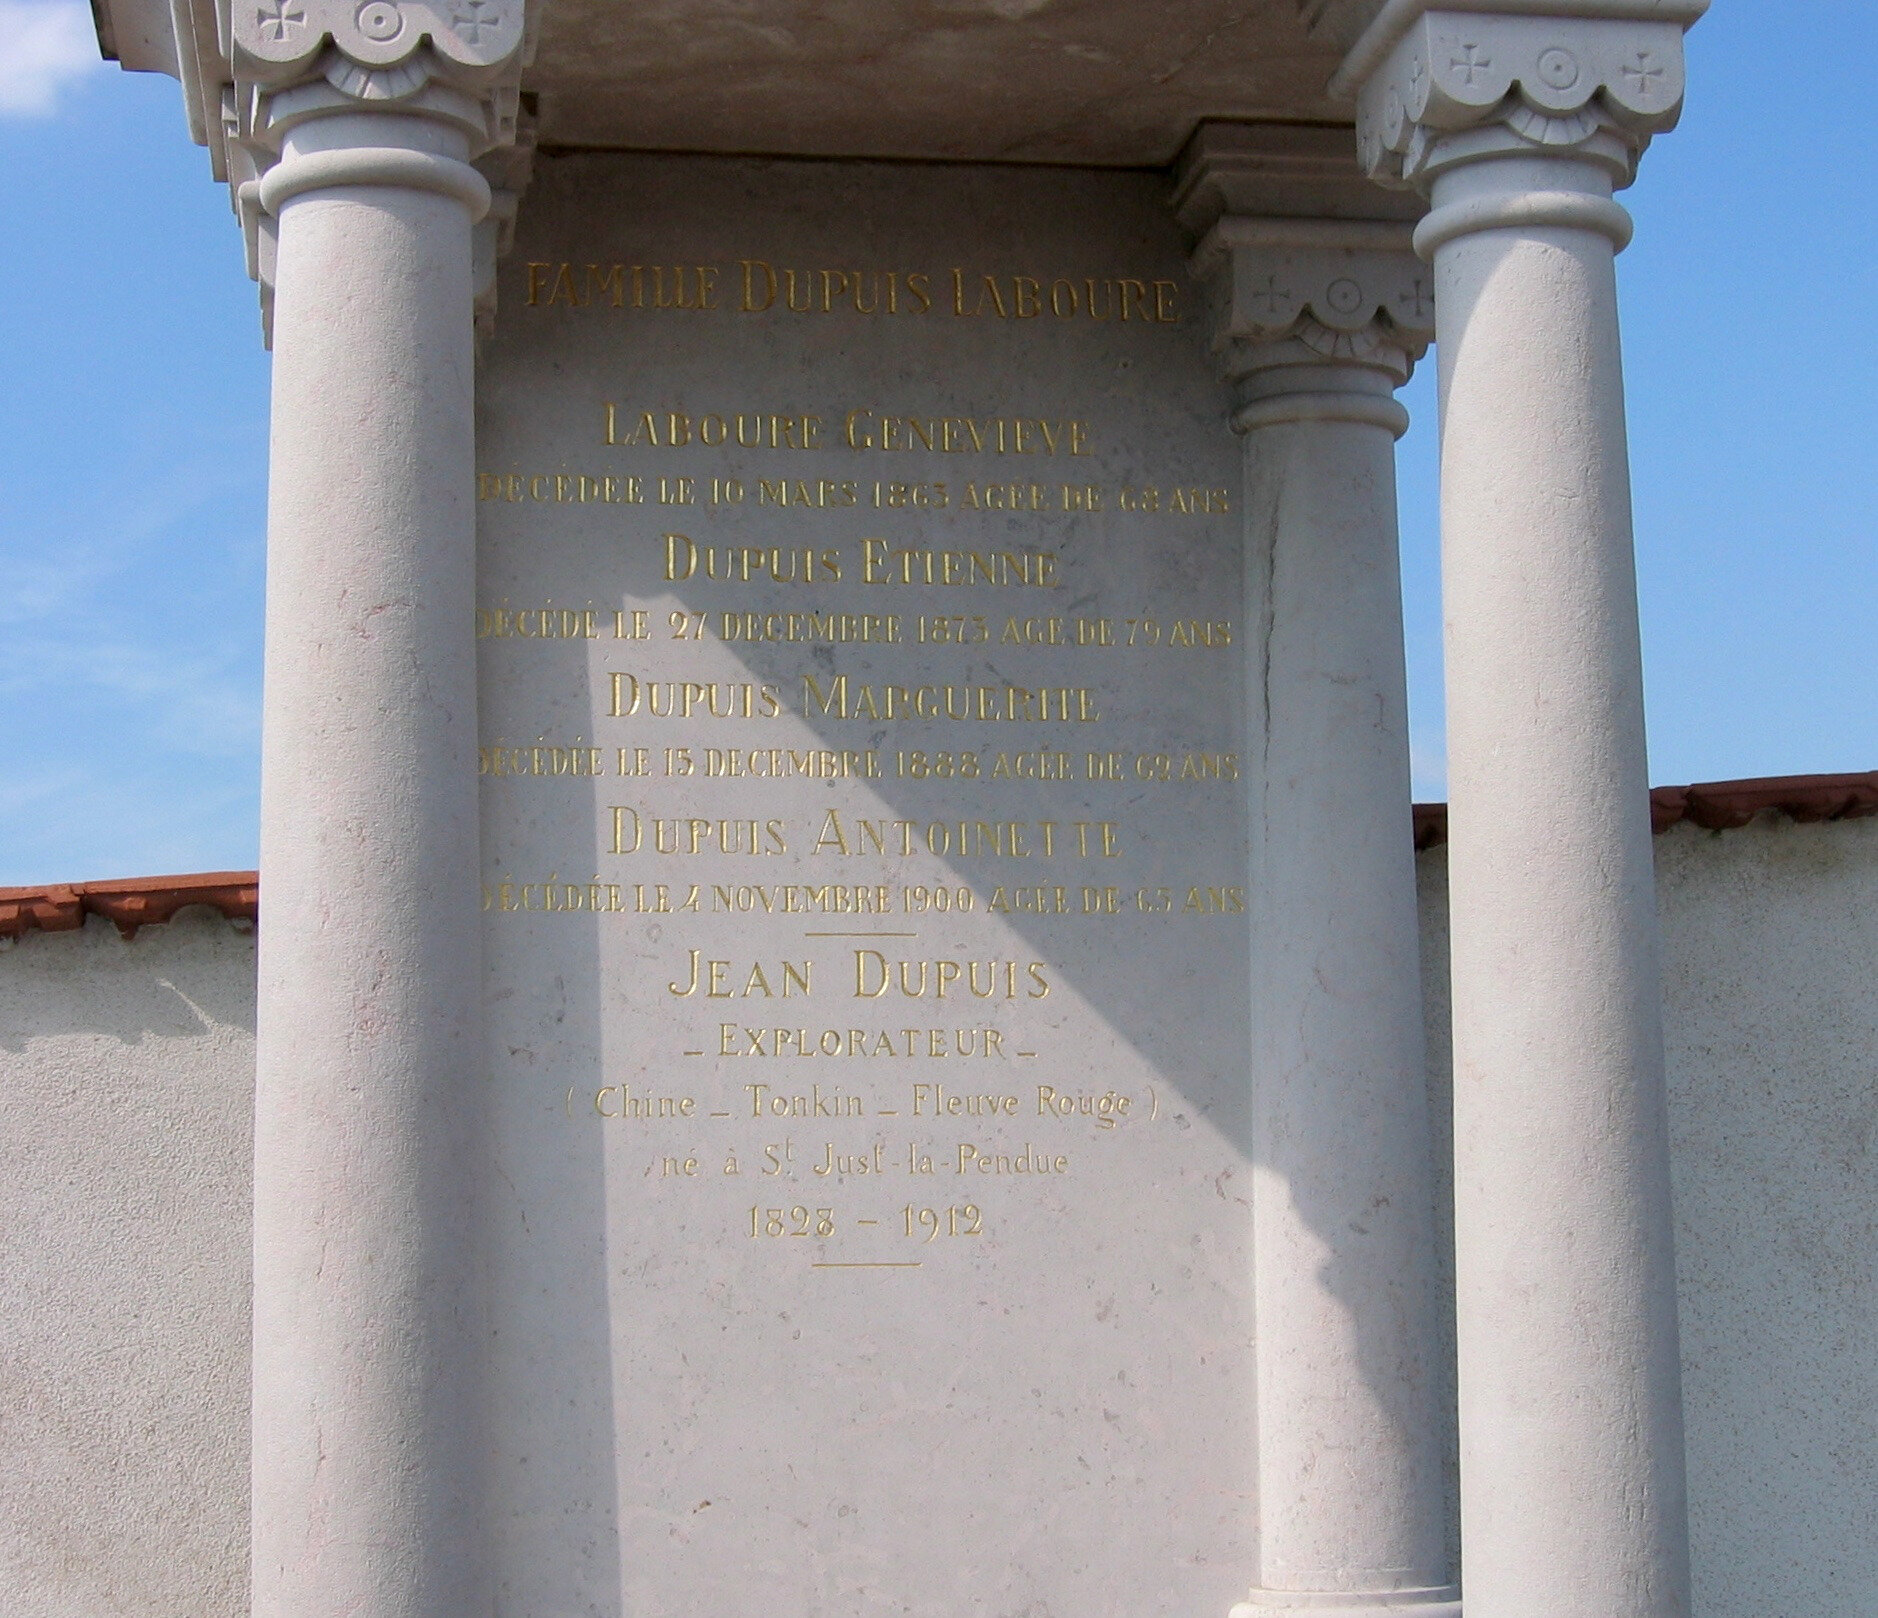 FAMILLE DUPUIS LABOURE
LABOURE GENEVIEVE
DÉCÉDÉE LE 10 MARS 1863 AGÉE DE 68 ANS
DUPUIS ETIENNE
DÉCÉDÉ LE 27 DECEMBRE 1873 AGE DE 79 ANS
DUPUIS MARGUERITE
DÉCÉDÉE LE 15 DECEMBRE 1888 AGÉE DE 62 ANS
DUPUIS ANTOINETTE
DÉCÉDÉE LE 4 NOVEMBRE 1900 AGÉE DE 65 ANS
JEAN DUPUIS
- EXPLORATEUR -
( Chine - Tonkin - Fleuve Rouge )
né à St. Just-la-Pendue
1828 - 1912